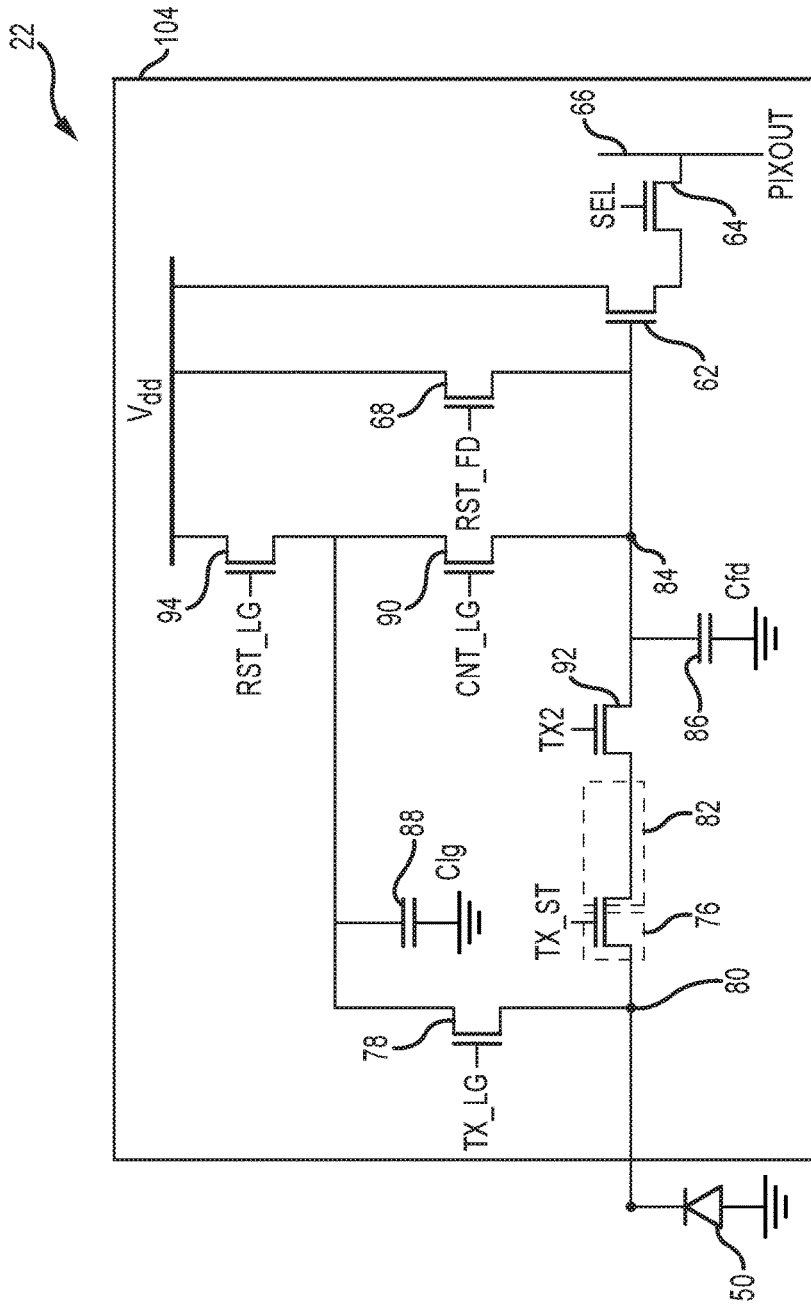 22
104
Vdd
94
RST_LG
68
RST_FD
90
CNT_LG
66
SEL
64
PIXOUT
62
84
88
Clg
TX_LG
78
TX_ST
TX2
92
Cfd
86
82
76
80
50